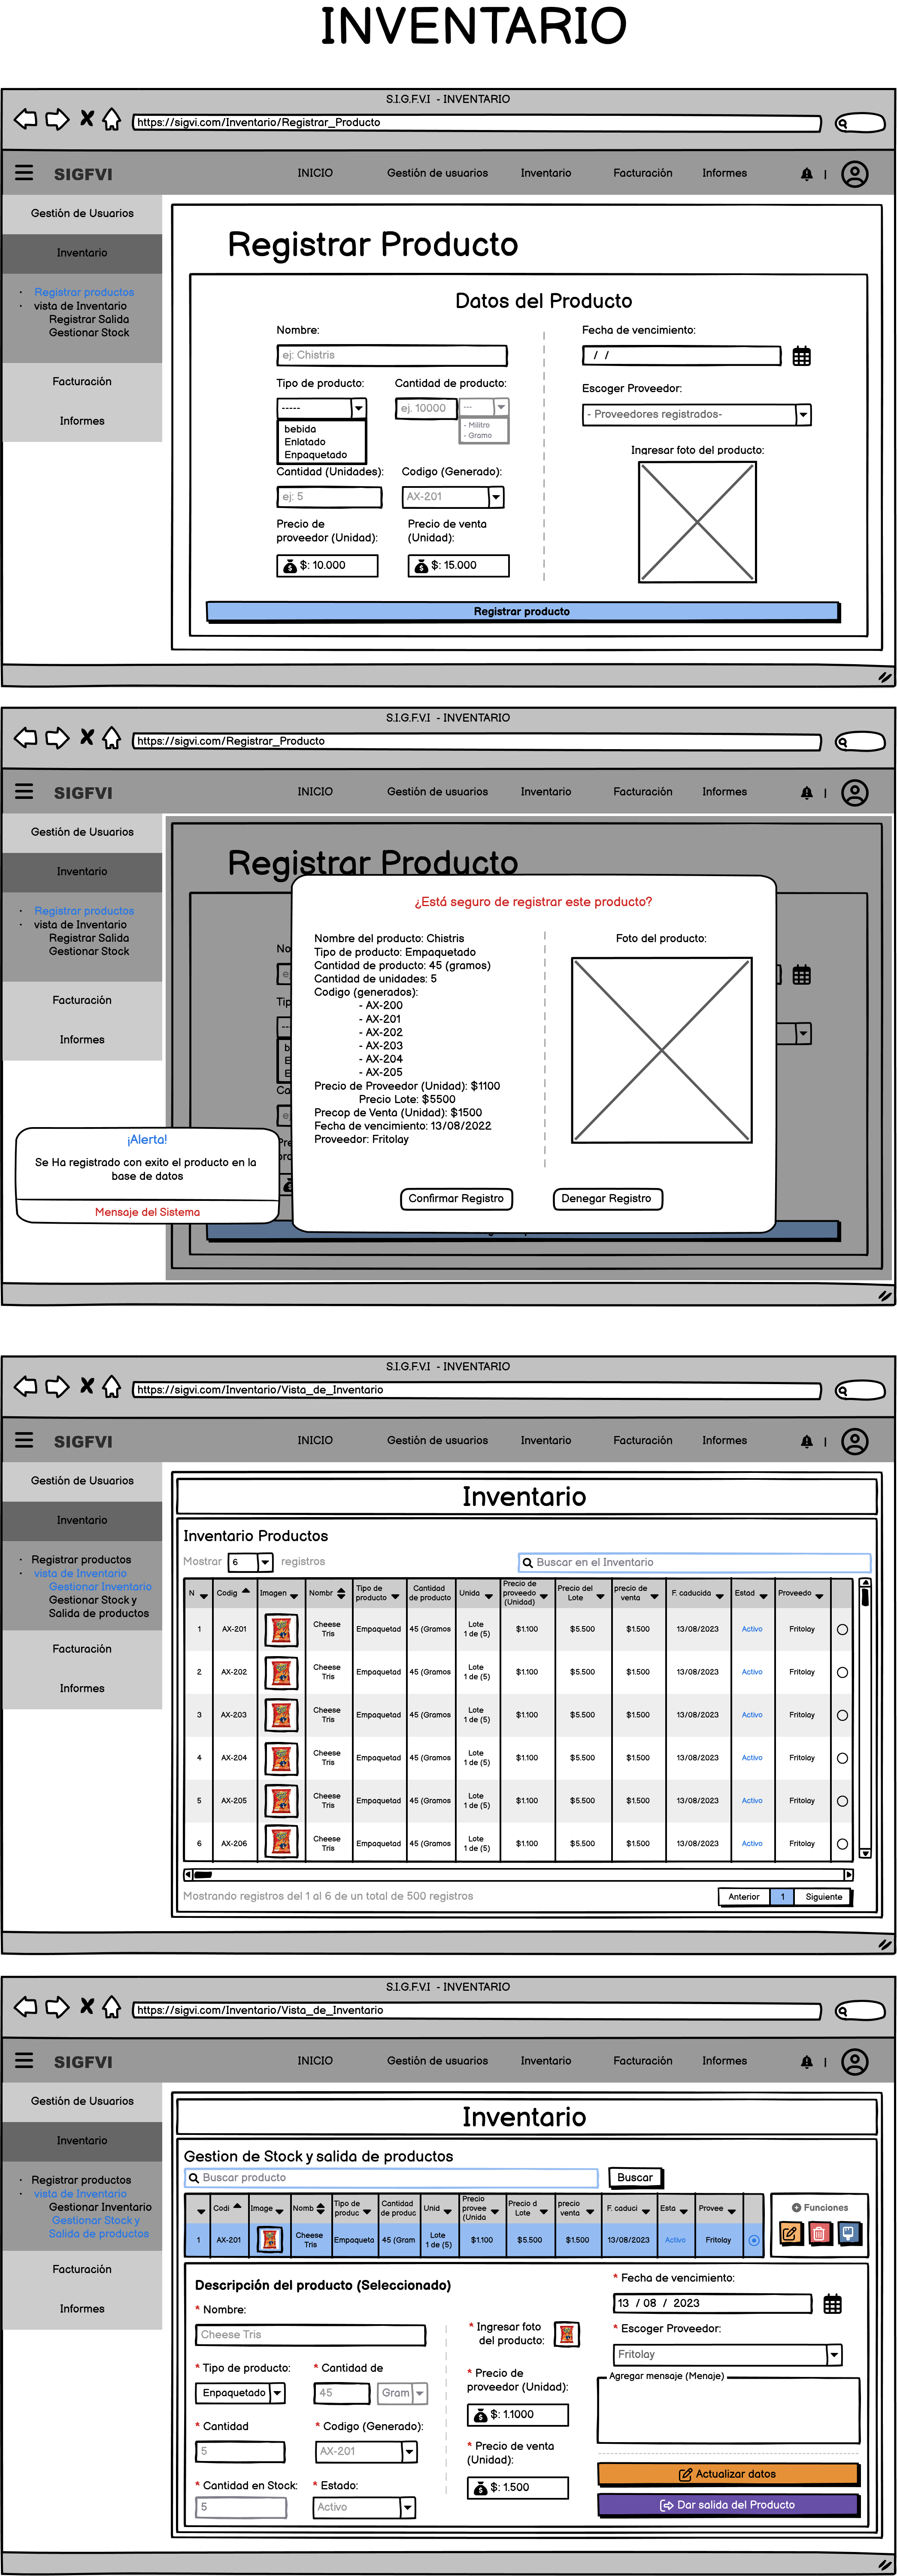 INVENTARIO
S.I.G.F.V.I - INVENTARIO
https://sigvi.com/Inventario/Registrar_Producto
SIGFVI
INICIO Gestión de usuarios Inventario Facturación Informes
Gestión de Usuarios
Inventario
· Registrar productos
· vista de Inventario
Registrar Salida
Gestionar Stock
Facturación
Informes
Registrar Producto
Datos del Producto
Nombre:
ej: Chistris
Tipo de producto: Cantidad de producto:
----- ej. 10000 ---
bebida
Enlatado
Enpaquetado
- Militro
- Gramo
Cantidad (Unidades): Codigo (Generado):
ej: 5 AX-201
Precio de
proveedor (Unidad):
Precio de venta
(Unidad):
$: 10.000 $: 15.000
Fecha de vencimiento:
/ /
Escoger Proveedor:
- Proveedores registrados-
Ingresar foto del producto:
Registrar producto
S.I.G.F.V.I - INVENTARIO
https://sigvi.com/Registrar_Producto
SIGFVI
INICIO Gestión de usuarios Inventario Facturación Informes
Gestión de Usuarios
Inventario
· Registrar productos
· vista de Inventario
Registrar Salida
Gestionar Stock
Facturación
Informes
Registrar Producto
¿Está seguro de registrar este producto?
Nombre del producto: Chistris
Tipo de producto: Empaquetado
Cantidad de producto: 45 (gramos)
Cantidad de unidades: 5
Codigo (generados):
- AX-200
- AX-201
- AX-202
- AX-203
- AX-204
- AX-205
Precio de Proveedor (Unidad): $1100
Precio Lote: $5500
Precop de Venta (Unidad): $1500
Fecha de vencimiento: 13/08/2022
Proveedor: Fritolay
Foto del producto:
Confirmar Registro Denegar Registro
¡Alerta!
Se Ha registrado con exito el producto en la
base de datos
Mensaje del Sistema
S.I.G.F.V.I - INVENTARIO
https://sigvi.com/Inventario/Vista_de_Inventario
SIGFVI
INICIO Gestión de usuarios Inventario Facturación Informes
Gestión de Usuarios
Inventario
· Registrar productos
· vista de Inventario
Gestionar Inventario
Gestionar Stock y
Salida de productos
Facturación
Informes
Inventario
Inventario Productos
Mostrar 6 registros
Buscar en el Inventario
N Codig Imagen Nombr Tipo de producto Cantidad de producto Unida Precio de proveedo (Unidad) Precio del Lote precio de venta F. caducida Estad Proveedo
1 AX-201 Cheese Tris Empaquetad 45 (Gramos Lote 1 de (5) $1.100 $5.500 $1.500 13/08/2023 Activo Fritolay
2 AX-202 Cheese Tris Empaquetad 45 (Gramos Lote 1 de (5) $1.100 $5.500 $1.500 13/08/2023 Activo Fritolay
3 AX-203 Cheese Tris Empaquetad 45 (Gramos Lote 1 de (5) $1.100 $5.500 $1.500 13/08/2023 Activo Fritolay
4 AX-204 Cheese Tris Empaquetad 45 (Gramos Lote 1 de (5) $1.100 $5.500 $1.500 13/08/2023 Activo Fritolay
5 AX-205 Cheese Tris Empaquetad 45 (Gramos Lote 1 de (5) $1.100 $5.500 $1.500 13/08/2023 Activo Fritolay
6 AX-206 Cheese Tris Empaquetad 45 (Gramos Lote 1 de (5) $1.100 $5.500 $1.500 13/08/2023 Activo Fritolay
Mostrando registros del 1 al 6 de un total de 500 registros
Anterior 1 Siguiente
S.I.G.F.V.I - INVENTARIO
https://sigvi.com/Inventario/Vista_de_Inventario
SIGFVI
INICIO Gestión de usuarios Inventario Facturación Informes
Gestión de Usuarios
Inventario
· Registrar productos
· vista de Inventario
Gestionar Inventario
Gestionar Stock y
Salida de productos
Facturación
Informes
Inventario
Gestion de Stock y salida de productos
Buscar producto Buscar
Codi Image Nomb Tipo de produc Cantidad de produc Unid Precio provee (Unida Precio d Lote precio venta F. caduci Esta Provee
1 AX-201 Cheese Tris Empaqueta 45 (Gram Lote 1 de (5) $1.100 $5.500 $1.500 13/08/2023 Activo Fritolay
Funciones
Descripción del producto (Seleccionado)
* Nombre:
Cheese Tris
* Tipo de producto: * Cantidad de
Enpaquetado 45 Gram
* Cantidad * Codigo (Generado):
5 AX-201
* Cantidad en Stock: * Estado:
5 Activo
* Ingresar foto
del producto:
* Precio de
proveedor (Unidad):
$: 1.1000
* Precio de venta
(Unidad):
$: 1.500
* Fecha de vencimiento:
13 / 08 / 2023
* Escoger Proveedor:
Fritolay
Agregar mensaje (Menaje)
Actualizar datos
Dar salida del Producto